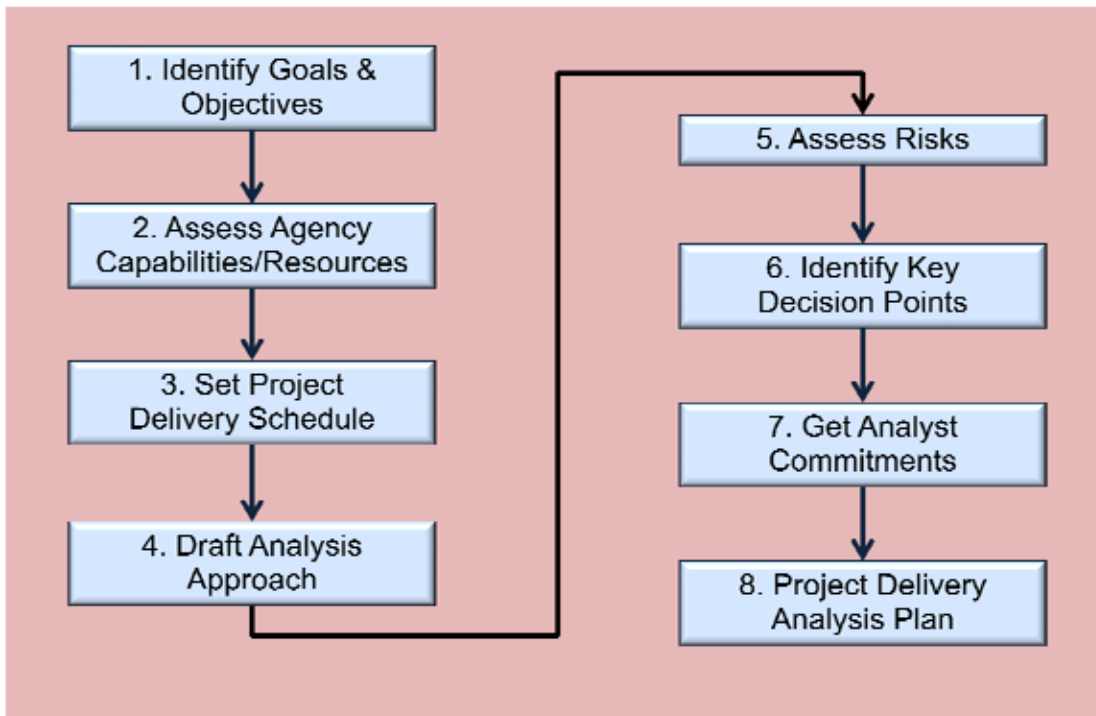 1. Identify Goals &
Objectives
2. Assess Agency
Capabilities/Resources
3. Set Project
Delivery Schedule
4. Draft Analysis
Approach
5. Assess Risks
6. Identify Key
Decision Points
7. Get Analyst
Commitments
8. Project Delivery
Analysis Plan